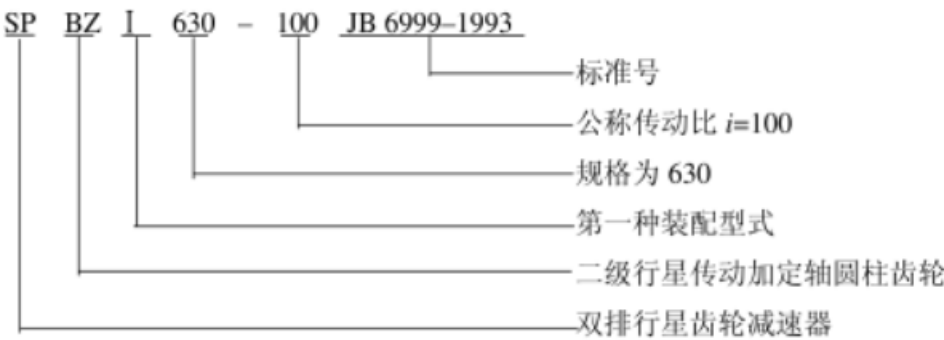 SP BZ I 630 – 100 JB 6999–1993
标准号
公称传动比 i=100
规格为 630
第一种装配型式
二级行星传动加定轴圆柱齿轮
双排行星齿轮减速器